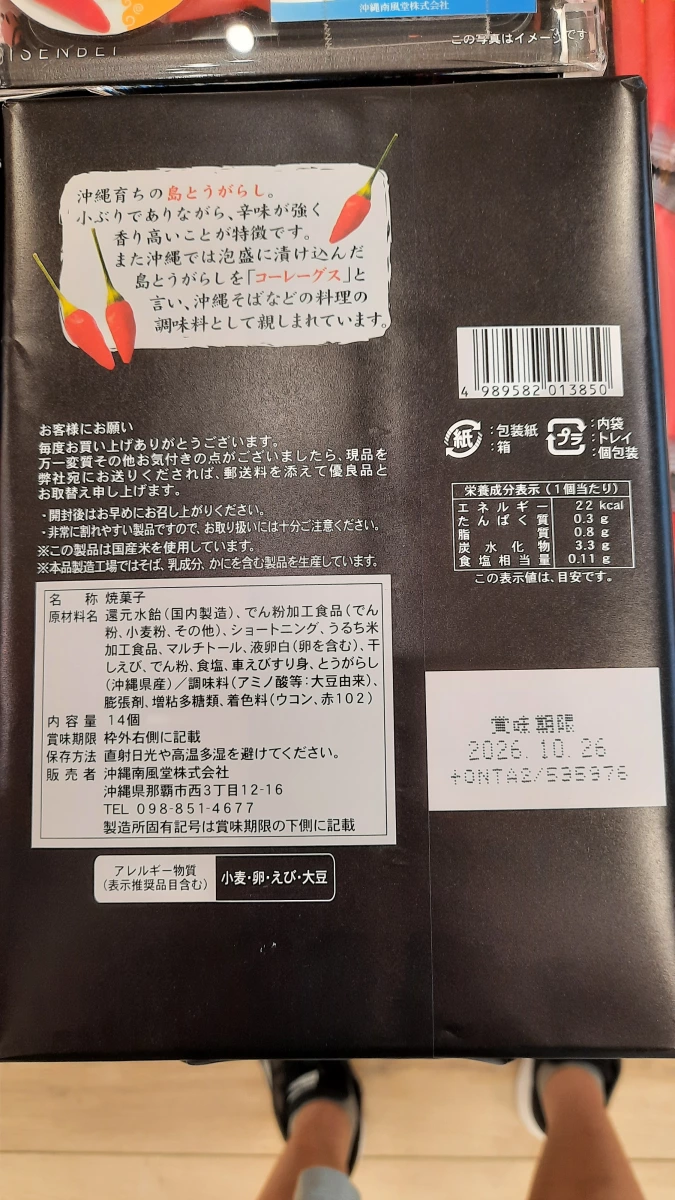 沖縄南風堂株式会社
この写真はイメージです
ISENBEI
沖縄育ちの島とうがらし。
小ぶりでありながら、辛味が強く
香り高いことが特徴です。
また沖縄では泡盛に漬け込んだ
島とうがらしを「コーレーグス」と
言い、沖縄そばなどの料理の
調味料として親しまれています。
4 989582 013850
お客様にお願い
毎度お買い上げありがとうございます。
万一変質その他お気付きの点がございましたら、現品を
弊社宛にお送りくだされば、郵送料を添えて優良品と
お取替え申し上げます。
・開封後はお早めにお召し上がりください。
・非常に割れやすい製品ですので、お取り扱いには十分ご注意ください。
※この製品は国産米を使用しています。
※本品製造工場ではそば、乳成分、かにを含む製品を生産しています。
紙 :包装紙
:箱
プラ :内袋
:トレイ
:個包装
栄養成分表示(1個当たり)
エネルギー 22 kcal
たんぱく質 0.3 g
脂質 0.8 g
炭水化物 3.3 g
食塩相当量 0.11 g
この表示値は、目安です。
名称 焼菓子
原材料名 還元水飴(国内製造)、でん粉加工食品(でん
粉、小麦粉、その他)、ショートニング、うるち米
加工食品、マルチトール、液卵白(卵を含む)、干
しえび、でん粉、食塩、車えびすり身、とうがらし
(沖縄県産)／調味料(アミノ酸等:大豆由来)、
膨張剤、増粘多糖類、着色料(ウコン、赤102)
内容量 14個
賞味期限 枠外右側に記載
保存方法 直射日光や高温多湿を避けてください。
販売者 沖縄南風堂株式会社
沖縄県那覇市西3丁目12-16
TEL 098-851-4677
製造所固有記号は賞味期限の下側に記載
賞味期限
2026.10.26
+ONTA2/535976
アレルギー物質
(表示推奨品目含む)
小麦・卵・えび・大豆